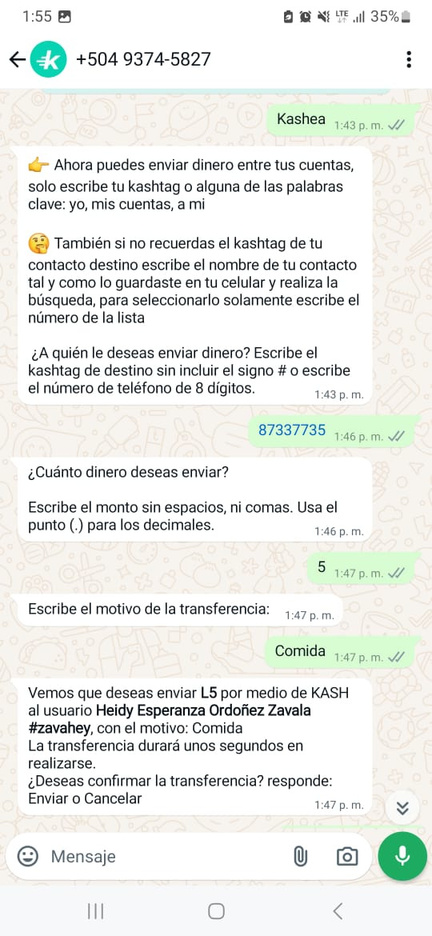 1:55 LTE 35%
+504 9374-5827
Kashea 1:43 p. m.
👉 Ahora puedes enviar dinero entre tus cuentas,
solo escribe tu kashtag o alguna de las palabras
clave: yo, mis cuentas, a mi
🤔 También si no recuerdas el kashtag de tu
contacto destino escribe el nombre de tu contacto
tal y como lo guardaste en tu celular y realiza la
búsqueda, para seleccionarlo solamente escribe el
número de la lista
¿A quién le deseas enviar dinero? Escribe el
kashtag de destino sin incluir el signo # o escribe
el número de teléfono de 8 dígitos. 1:43 p. m.
87337735 1:46 p. m.
¿Cuánto dinero deseas enviar?
Escribe el monto sin espacios, ni comas. Usa el
punto (.) para los decimales. 1:46 p. m.
5 1:47 p. m.
Escribe el motivo de la transferencia: 1:47 p. m.
Comida 1:47 p. m.
Vemos que deseas enviar L5 por medio de KASH
al usuario Heidy Esperanza Ordoñez Zavala
#zavahey, con el motivo: Comida
La transferencia durará unos segundos en
realizarse.
¿Deseas confirmar la transferencia? responde:
Enviar o Cancelar 1:47 p. m.
Mensaje